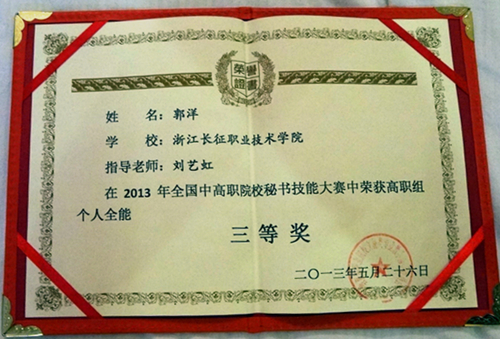 荣誉
證書
姓 名：郭洋
学 校：浙江长征职业技术学院
指导老师：刘艺虹
在 2013 年全国中高职院校秘书技能大赛中荣获高职组
个人全能
三等奖
二〇一三年五月二十六日